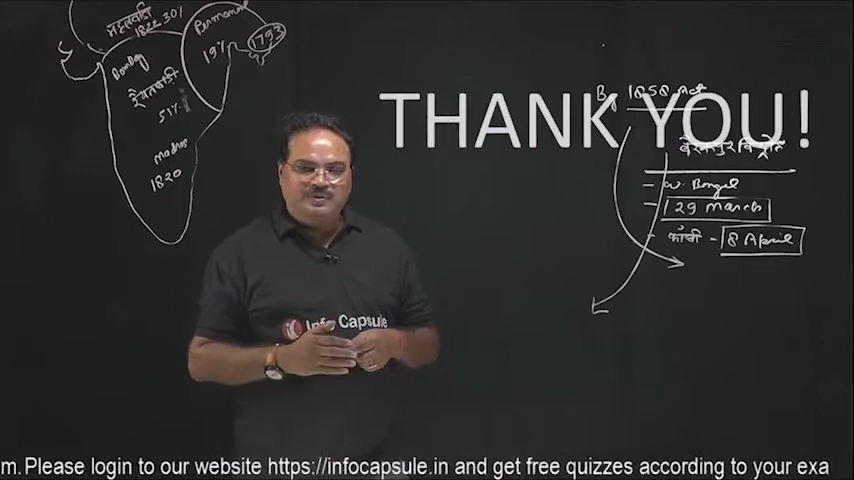 महलवाड़ी
1822 30%
Permanent
19%
1793
Bombay
रैयतवाड़ी
51%
Madras
1820
By 1858 Act
THANK YOU!
बैरकपुर विद्रोह
- W. Bengal
- 29 March
- फाँसी - 8 April
Info Capsule
m. Please login to our website https://infocapsule.in and get free quizzes according to your exa